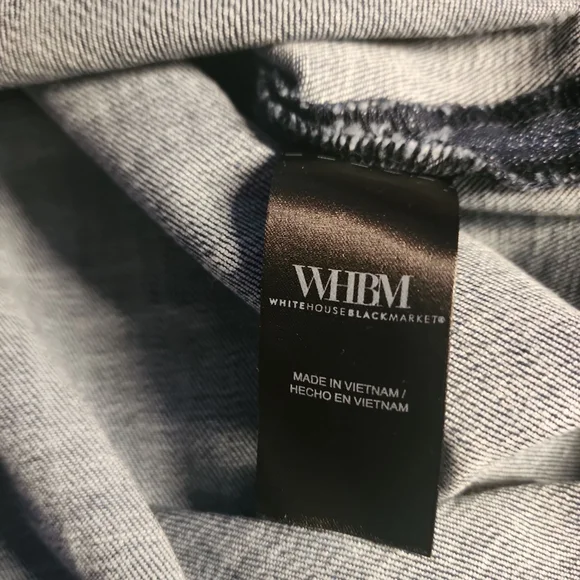 WHBM
WHITEHOUSEBLACKMARKET®
MADE IN VIETNAM /
HECHO EN VIETNAM